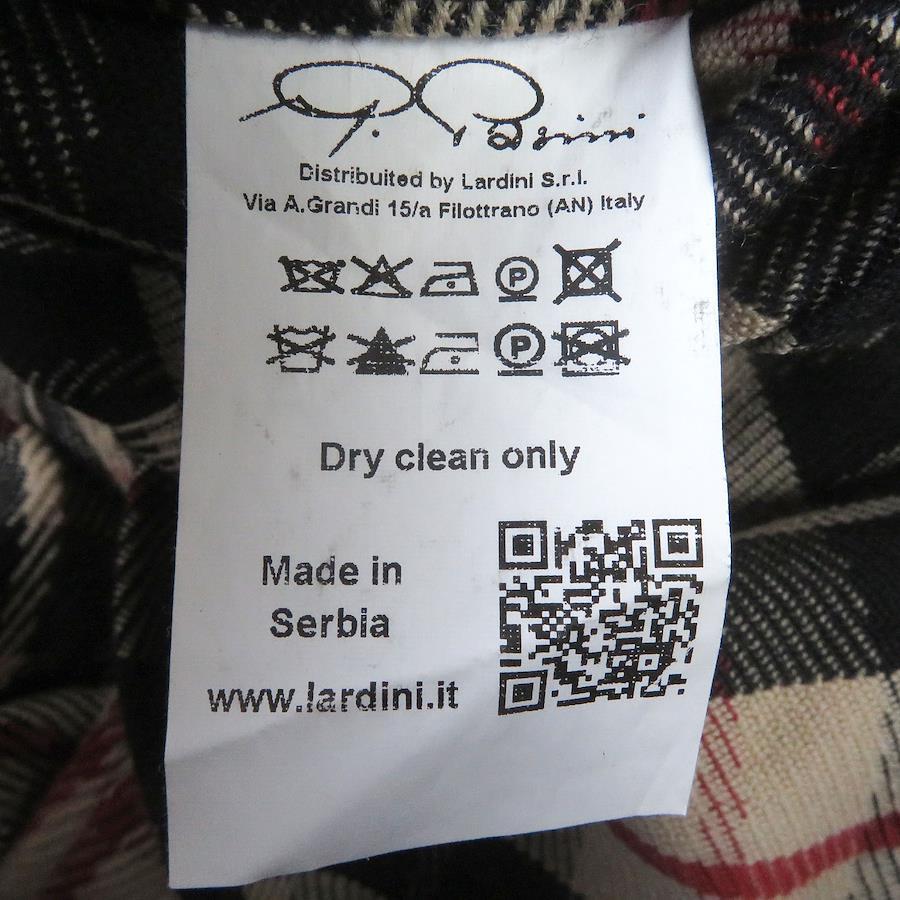 Distribuited by Lardini S.r.l.
Via A.Grandi 15/a Filottrano (AN) Italy
P
P
Dry clean only
Made in
Serbia
www.lardini.it